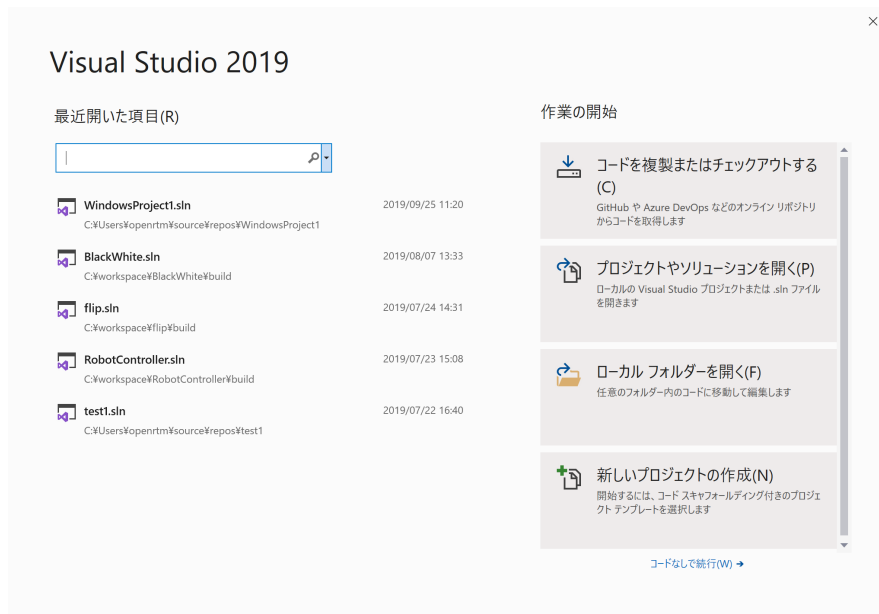 Visual Studio 2019
最近開いた項目(R)
WindowsProject1.sln
2019/09/25 11:20
C:¥Users¥openrtm¥source¥repos¥WindowsProject1
BlackWhite.sln
2019/08/07 13:33
C:¥workspace¥BlackWhite¥build
flip.sln
2019/07/24 14:31
C:¥workspace¥flip¥build
RobotController.sln
2019/07/23 15:08
C:¥workspace¥RobotController¥build
test1.sln
2019/07/22 16:40
C:¥Users¥openrtm¥source¥repos¥test1
作業の開始
コードを複製またはチェックアウトする
(C)
GitHub や Azure DevOps などのオンライン リポジトリ
からコードを取得します
プロジェクトやソリューションを開く(P)
ローカルの Visual Studio プロジェクトまたは .sln ファイル
を開きます
ローカル フォルダーを開く(F)
任意のフォルダー内のコードに移動して編集します
新しいプロジェクトの作成(N)
開始するには、コード スキャフォールディング付きのプロジェ
クト テンプレートを選択します
コードなしで続行(W) →